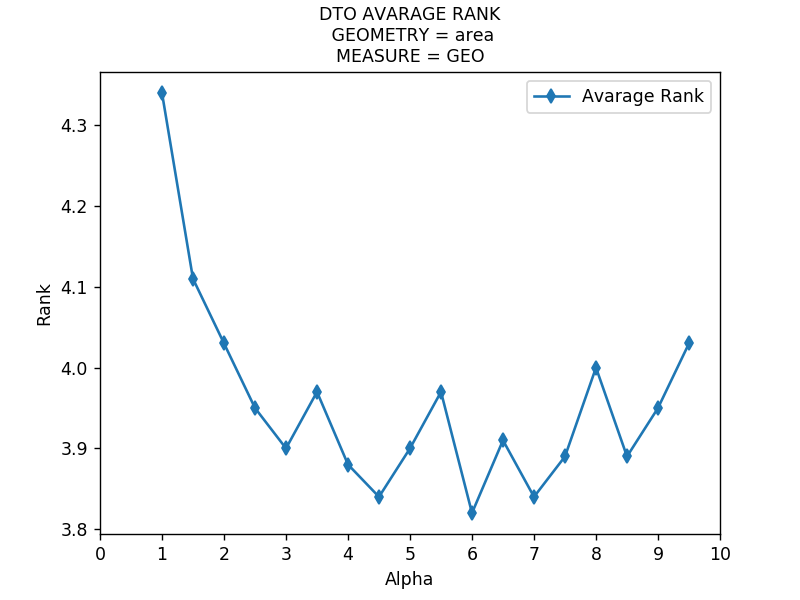 DTO AVARAGE RANK
GEOMETRY = area
MEASURE = GEO
Avarage Rank
4.3
4.2
4.1
4.0
3.9
3.8
Rank
0 1 2 3 4 5 6 7 8 9 10
Alpha